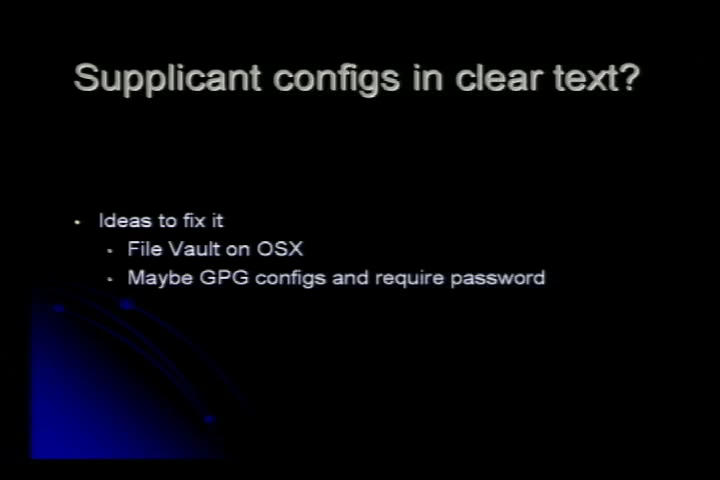 Supplicant configs in clear text?
Ideas to fix it
File Vault on OSX
Maybe GPG configs and require password